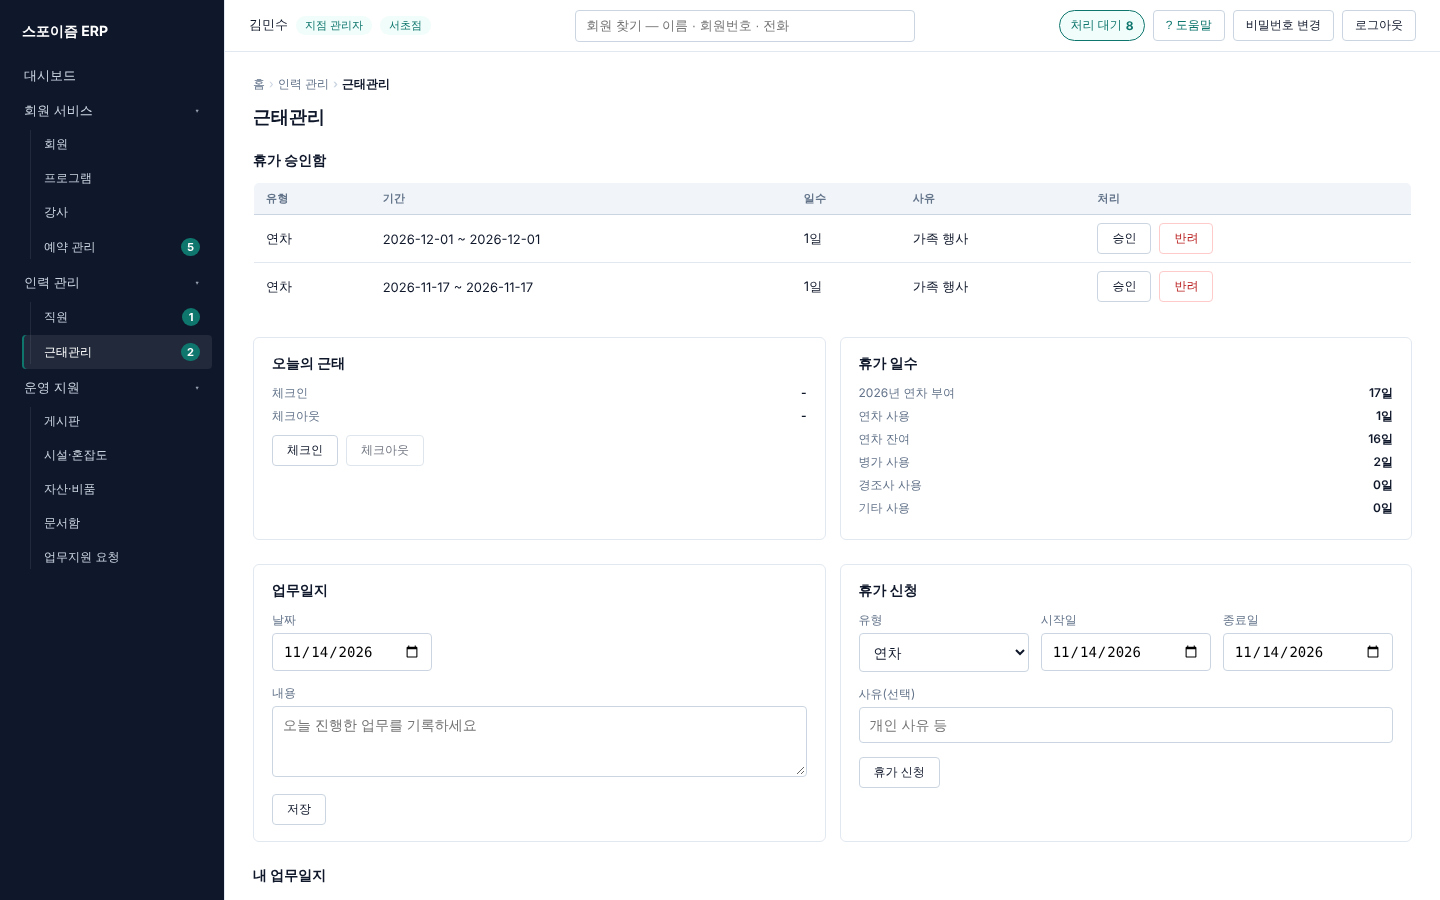 스포이즘 ERP
대시보드
회원 서비스
회원
프로그램
강사
예약 관리 5
인력 관리
직원 1
근태관리 2
운영 지원
게시판
시설·혼잡도
자산·비품
문서함
업무지원 요청
김민수 지점 관리자 서초점 회원 찾기 — 이름 · 회원번호 · 전화 처리 대기 8 ? 도움말 비밀번호 변경 로그아웃
홈 › 인력 관리 › 근태관리
근태관리
휴가 승인함
유형 기간 일수 사유 처리
연차 2026-12-01 ~ 2026-12-01 1일 가족 행사 승인 반려
연차 2026-11-17 ~ 2026-11-17 1일 가족 행사 승인 반려
오늘의 근태
체크인 -
체크아웃 -
체크인 체크아웃
휴가 일수
2026년 연차 부여 17일
연차 사용 1일
연차 잔여 16일
병가 사용 2일
경조사 사용 0일
기타 사용 0일
업무일지
날짜
11/14/2026
내용
오늘 진행한 업무를 기록하세요
저장
휴가 신청
유형 시작일 종료일
연차 11/14/2026 11/14/2026
사유(선택)
개인 사유 등
휴가 신청
내 업무일지